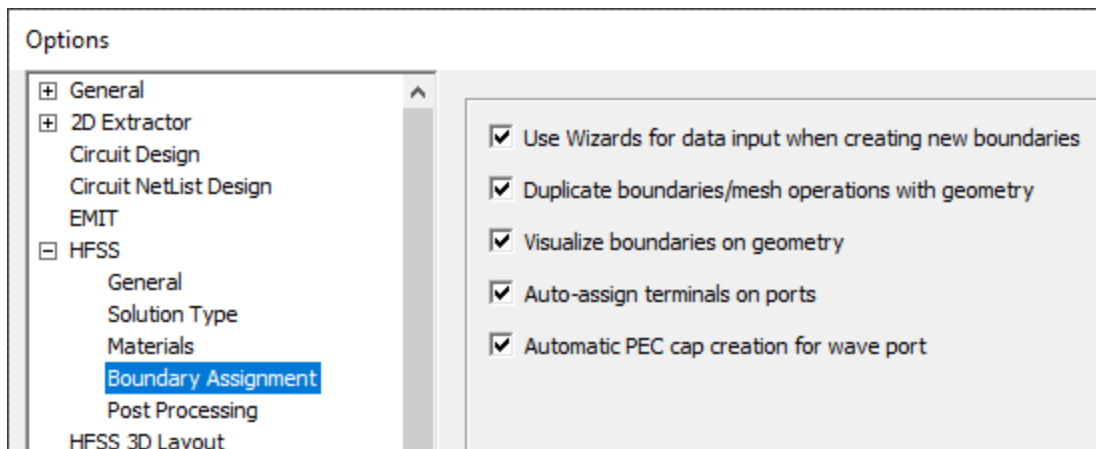 Options
General
2D Extractor
Circuit Design
Circuit NetList Design
EMIT
HFSS
General
Solution Type
Materials
Boundary Assignment
Post Processing
HFSS 3D Layout
Use Wizards for data input when creating new boundaries
Duplicate boundaries/mesh operations with geometry
Visualize boundaries on geometry
Auto-assign terminals on ports
Automatic PEC cap creation for wave port